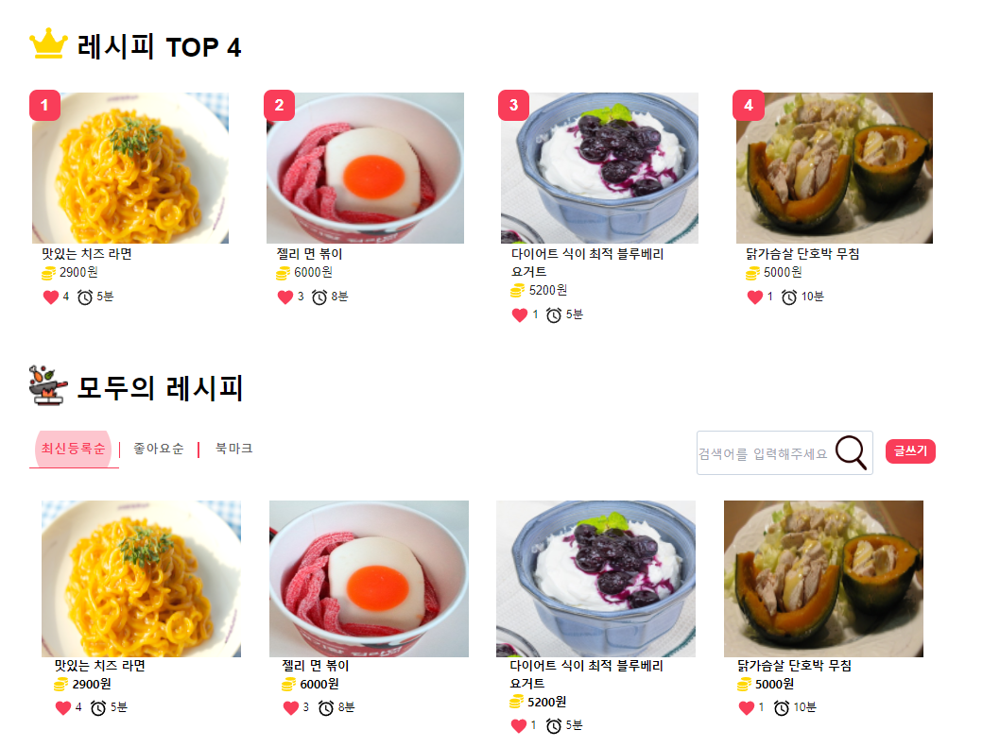 레시피 TOP 4
1
2
3
4
맛있는 치즈 라면
2900원
4 5분
젤리 면 볶이
6000원
3 8분
다이어트 식이 최적 블루베리
요거트
5200원
1 5분
닭가슴살 단호박 무침
5000원
1 10분
모두의 레시피
최신등록순 | 좋아요순 | 북마크
검색어를 입력해주세요
글쓰기
맛있는 치즈 라면
2900원
4 5분
젤리 면 볶이
6000원
3 8분
다이어트 식이 최적 블루베리
요거트
5200원
1 5분
닭가슴살 단호박 무침
5000원
1 10분